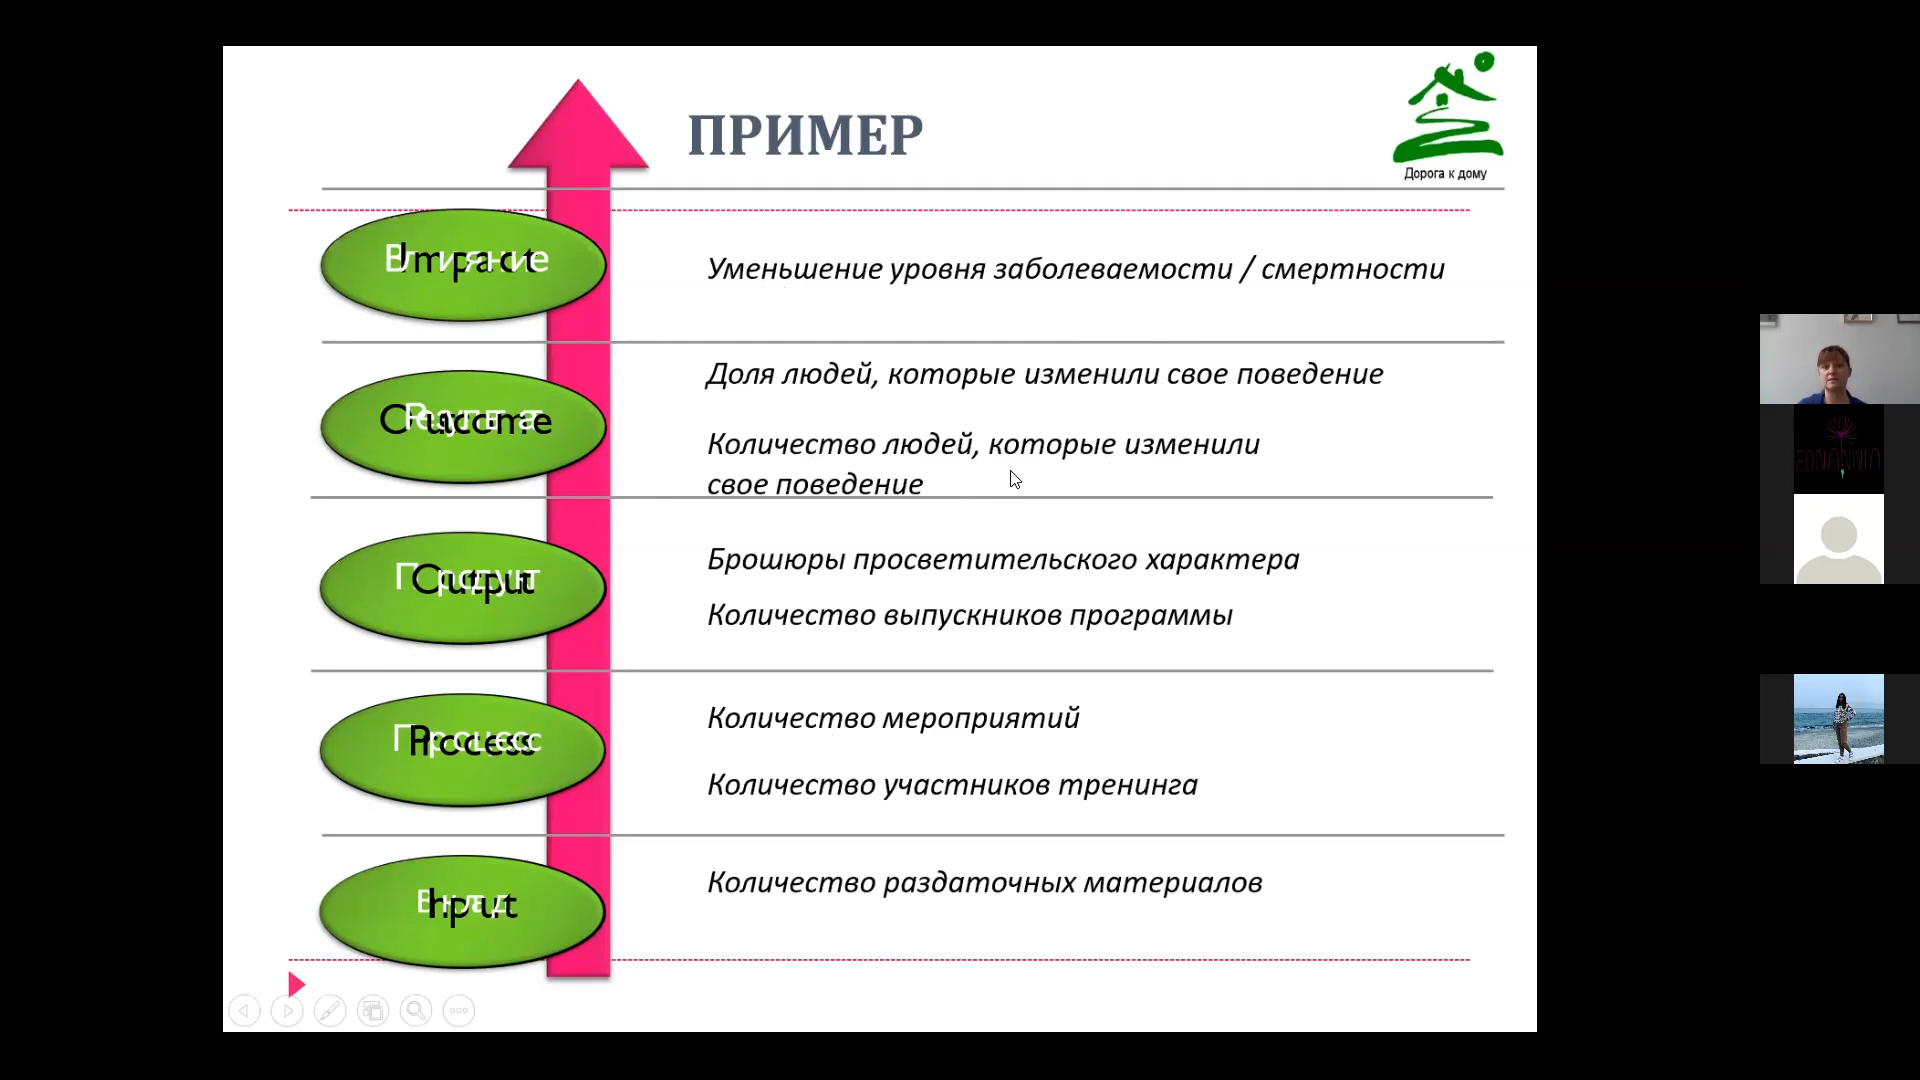 ПРИМЕР
Дорога к дому
Влияние
Impact
Уменьшение уровня заболеваемости / смертности
Результат
Outcome
Доля людей, которые изменили свое поведение
Количество людей, которые изменили
свое поведение
Продукт
Output
Брошюры просветительского характера
Количество выпускников программы
Процесс
Process
Количество мероприятий
Количество участников тренинга
Вклад
Input
Количество раздаточных материалов
EDNANNIA